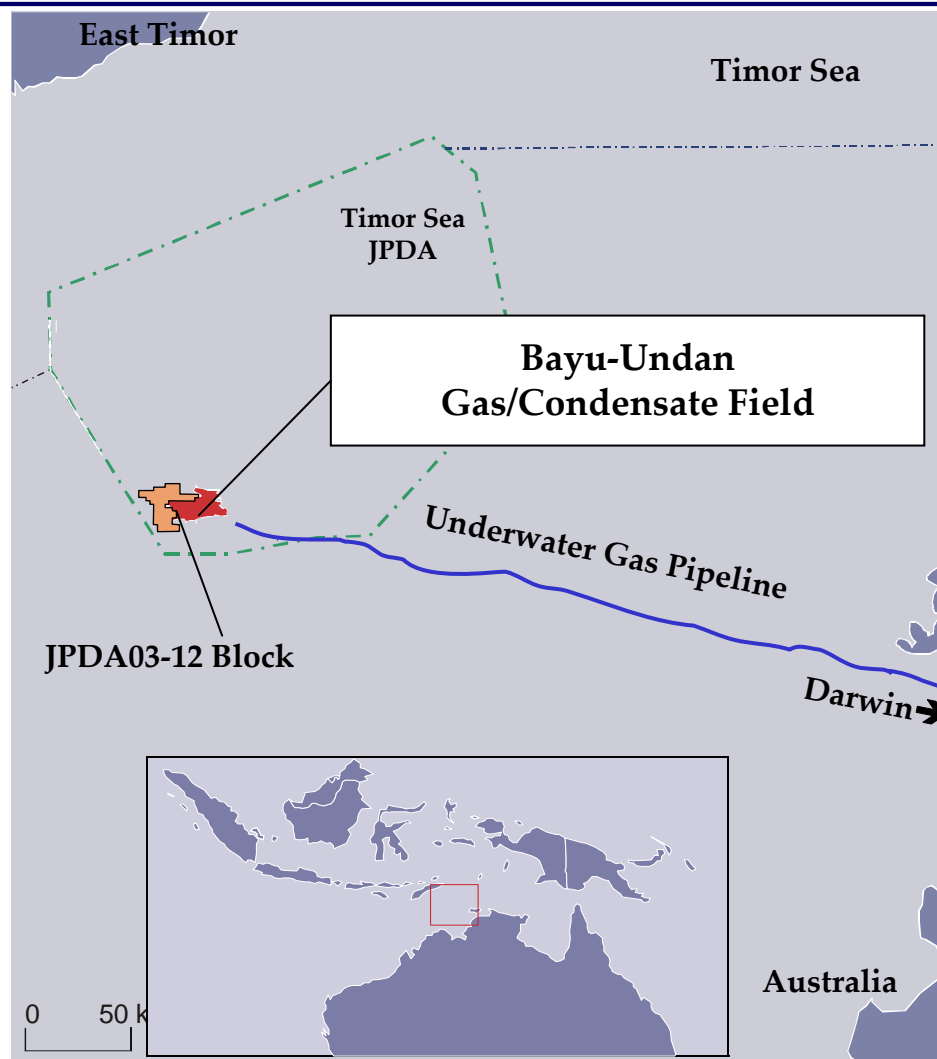 East Timor
Timor Sea
Timor Sea
JPDA
Bayu-Undan
Gas/Condensate Field
Underwater Gas Pipeline
JPDA03-12 Block
Darwin
Australia
0 50 k